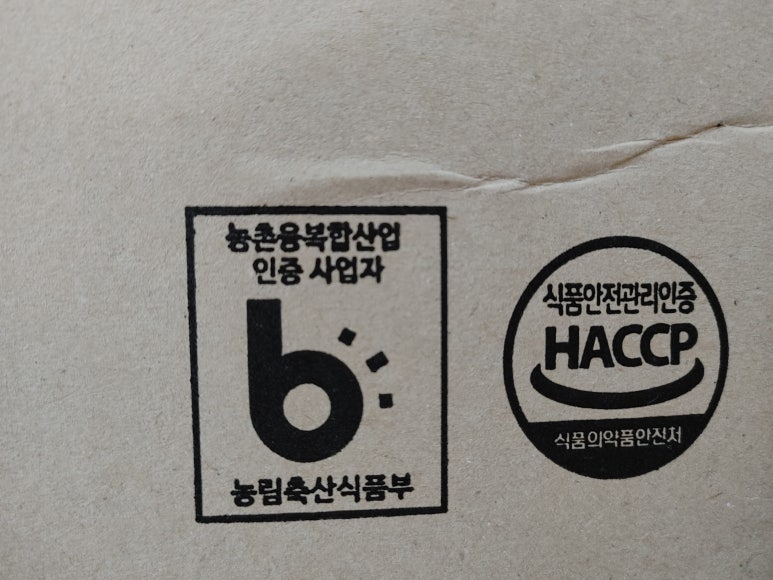 농촌융복합산업
인증 사업자
b
농림축산식품부
식품안전관리인증
HACCP
식품의약품안전처